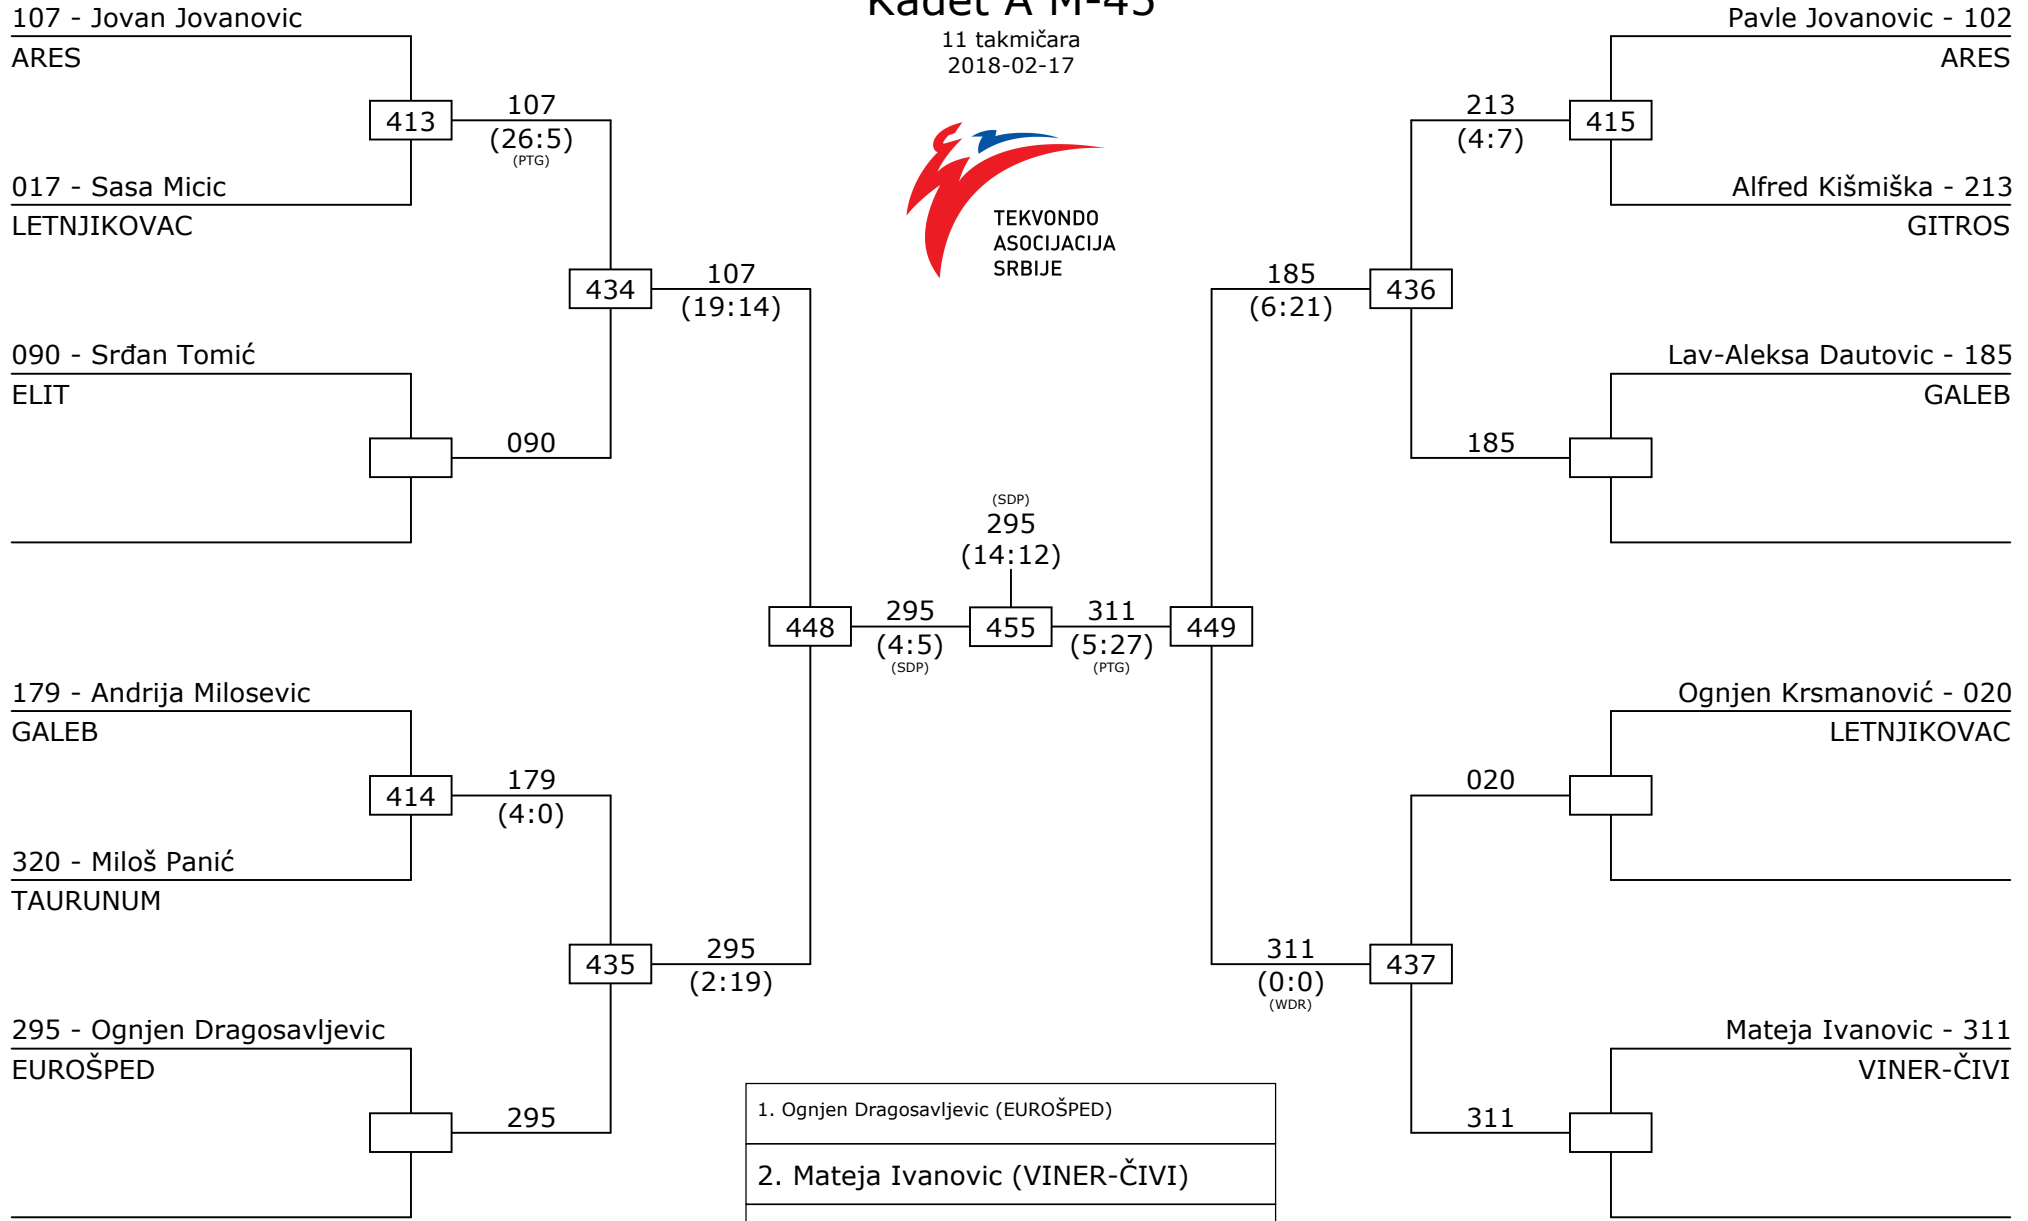 Kadet A M-45
11 takmičara
2018-02-17
TEKVONDO
ASOCIJACIJA
SRBIJE
107 - Jovan Jovanovic
ARES
413
107
(26:5)
(PTG)
017 - Sasa Micic
LETNJIKOVAC
434
107
(19:14)
090 - Srđan Tomić
ELIT
090
179 - Andrija Milosevic
GALEB
414
179
(4:0)
320 - Miloš Panić
TAURUNUM
435
295
(2:19)
295 - Ognjen Dragosavljevic
EUROŠPED
295
448
295
(4:5)
(SDP)
(SDP)
295
(14:12)
455
311
(5:27)
(PTG)
449
Pavle Jovanovic - 102
ARES
213
(4:7)
415
Alfred Kišmiška - 213
GITROS
185
(6:21)
436
Lav-Aleksa Dautovic - 185
GALEB
185
Ognjen Krsmanović - 020
LETNJIKOVAC
020
311
(0:0)
(WDR)
437
Mateja Ivanovic - 311
VINER-ČIVI
311
1. Ognjen Dragosavljevic (EUROŠPED)
2. Mateja Ivanovic (VINER-ČIVI)